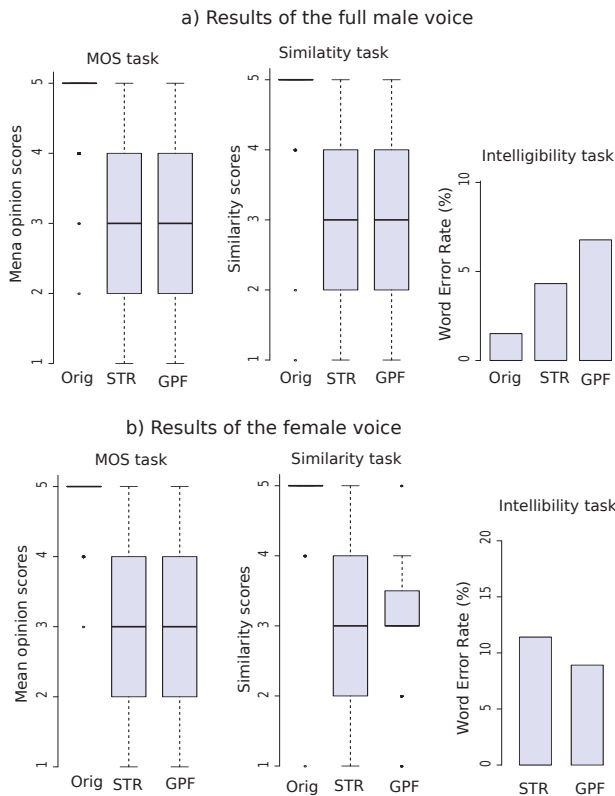 a) Results of the full male voice
MOS task
Mena opinion scores
5
4
3
2
1
Orig STR GPF
Similatity task
Similarity scores
5
4
3
2
1
Orig STR GPF
Intelligibility task
Word Error Rate (%)
10
5
0
Orig STR GPF
b) Results of the female voice
MOS task
Mean opinion scores
5
4
3
2
1
Orig STR GPF
Similarity task
Similarity scores
5
4
3
2
1
Orig STR GPF
Intellibility task
Word Error Rate (%)
20
15
10
5
0
STR GPF